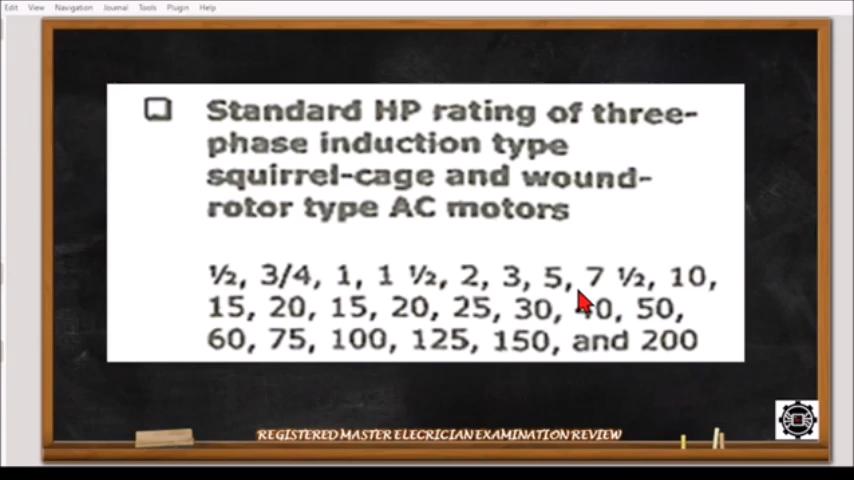 Edit View Navigation Journal Tools Plugin Help
❑ Standard HP rating of three-
phase induction type
squirrel-cage and wound-
rotor type AC motors
½, 3/4, 1, 1 ½, 2, 3, 5, 7 ½, 10,
15, 20, 15, 20, 25, 30, 40, 50,
60, 75, 100, 125, 150, and 200
REGISTERED MASTER ELECRICIAN EXAMINATION REVIEW